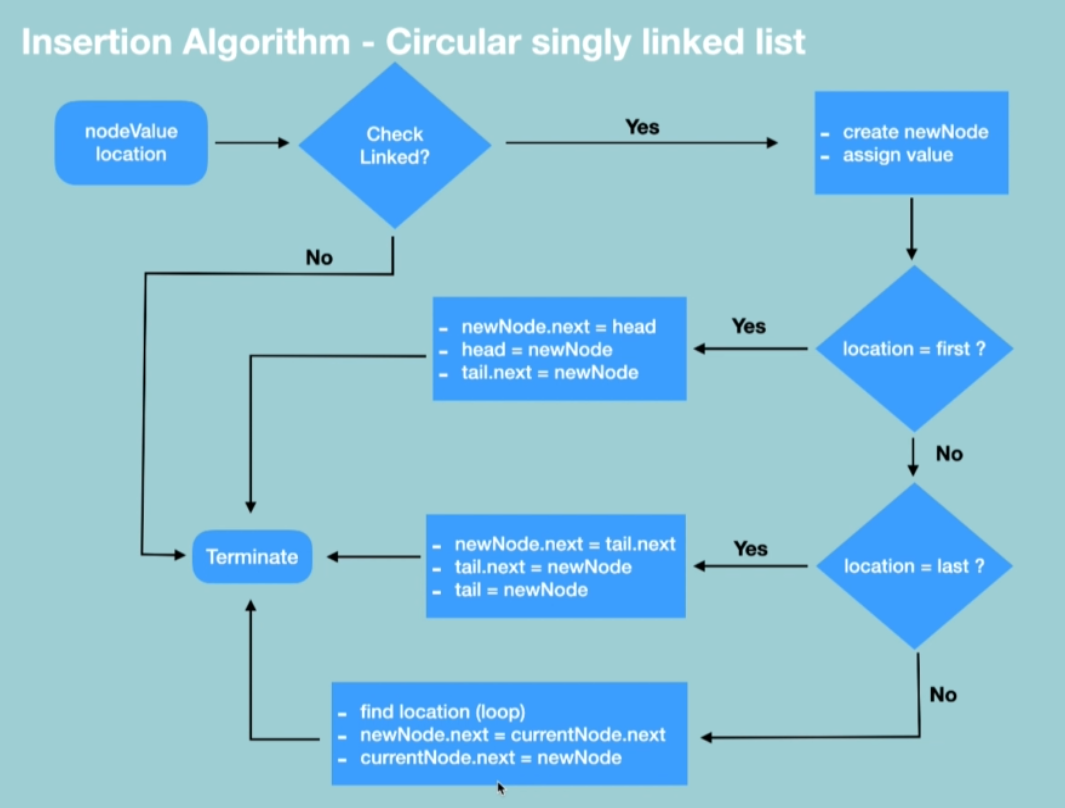 Insertion Algorithm - Circular singly linked list
nodeValue
location
Check
Linked?
Yes
- create newNode
- assign value
No
location = first ?
Yes
- newNode.next = head
- head = newNode
- tail.next = newNode
No
location = last ?
Yes
- newNode.next = tail.next
- tail.next = newNode
- tail = newNode
Terminate
No
- find location (loop)
- newNode.next = currentNode.next
- currentNode.next = newNode